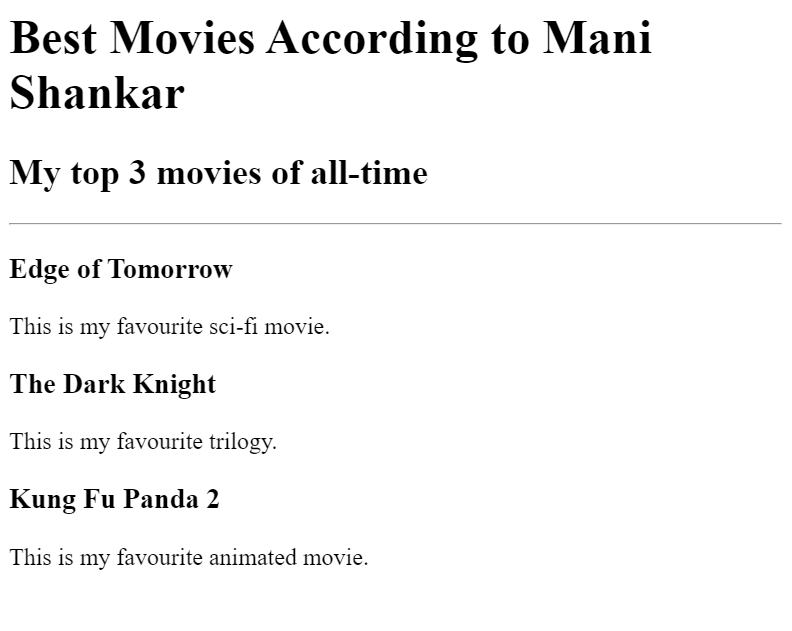 Best Movies According to Mani
Shankar
My top 3 movies of all-time
Edge of Tomorrow
This is my favourite sci-fi movie.
The Dark Knight
This is my favourite trilogy.
Kung Fu Panda 2
This is my favourite animated movie.